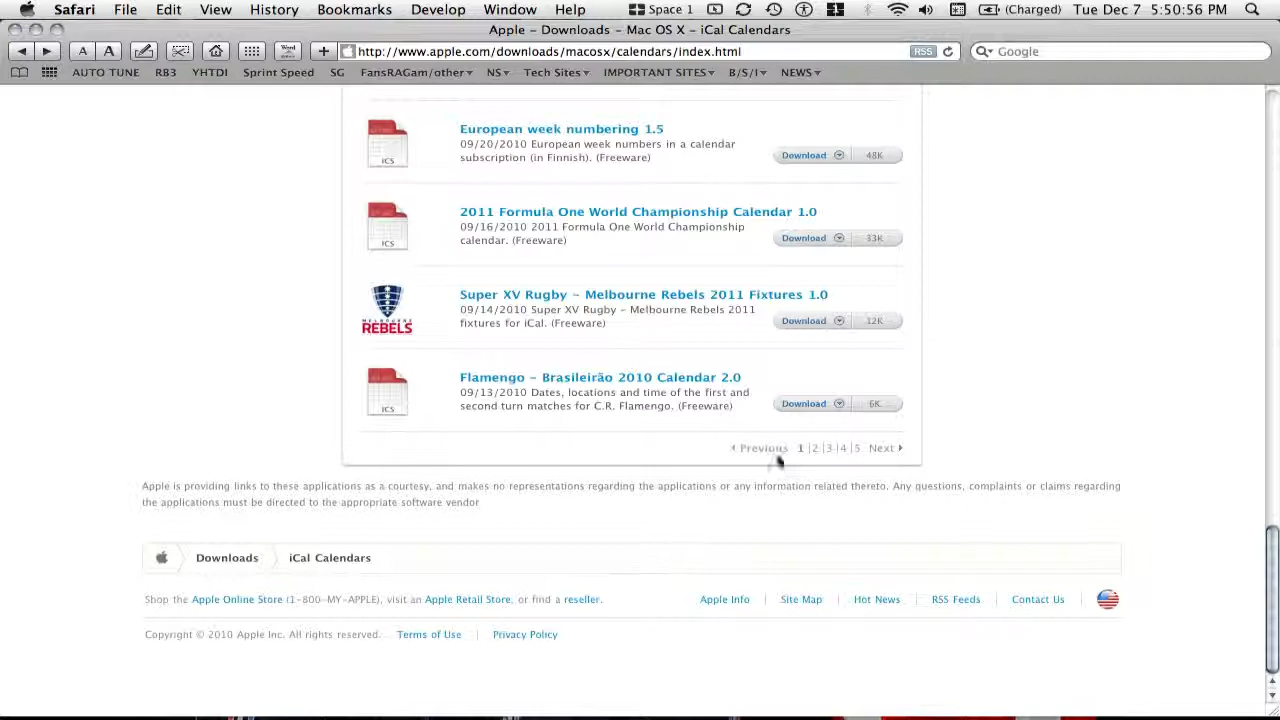 Safari File Edit View History Bookmarks Develop Window Help Space 1 (Charged) Tue Dec 7 5:50:56 PM
Apple – Downloads – Mac OS X – iCal Calendars
A A Word + http://www.apple.com/downloads/macosx/calendars/index.html RSS Google
AUTO TUNE RB3 YHTDI Sprint Speed SG FansRAGam/other NS Tech Sites IMPORTANT SITES B/S/I NEWS
European week numbering 1.5
09/20/2010 European week numbers in a calendar
subscription (in Finnish). (Freeware)
Download 48K
ICS
2011 Formula One World Championship Calendar 1.0
09/16/2010 2011 Formula One World Championship
calendar. (Freeware)
Download 33K
ICS
Super XV Rugby – Melbourne Rebels 2011 Fixtures 1.0
09/14/2010 Super XV Rugby – Melbourne Rebels 2011
fixtures for iCal. (Freeware)
Download 12K
MELBOURNE
REBELS
Flamengo – Brasileirão 2010 Calendar 2.0
09/13/2010 Dates, locations and time of the first and
second turn matches for C.R. Flamengo. (Freeware)
Download 6K
ICS
Previous 1 | 2 | 3 | 4 | 5 Next
Apple is providing links to these applications as a courtesy, and makes no representations regarding the applications or any information related thereto. Any questions, complaints or claims regarding
the applications must be directed to the appropriate software vendor
Downloads iCal Calendars
Shop the Apple Online Store (1-800-MY-APPLE), visit an Apple Retail Store, or find a reseller. Apple Info | Site Map | Hot News | RSS Feeds | Contact Us
Copyright © 2010 Apple Inc. All rights reserved. Terms of Use | Privacy Policy